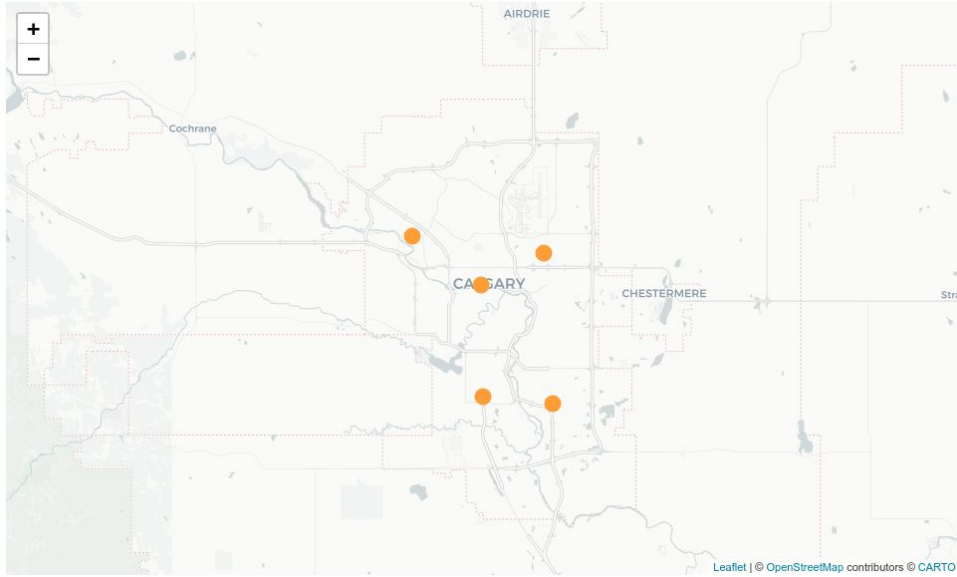 +
AIRDRIE
−
Cochrane
CALGARY
CHESTERMERE
Stra
Leaflet | © OpenStreetMap contributors © CARTO